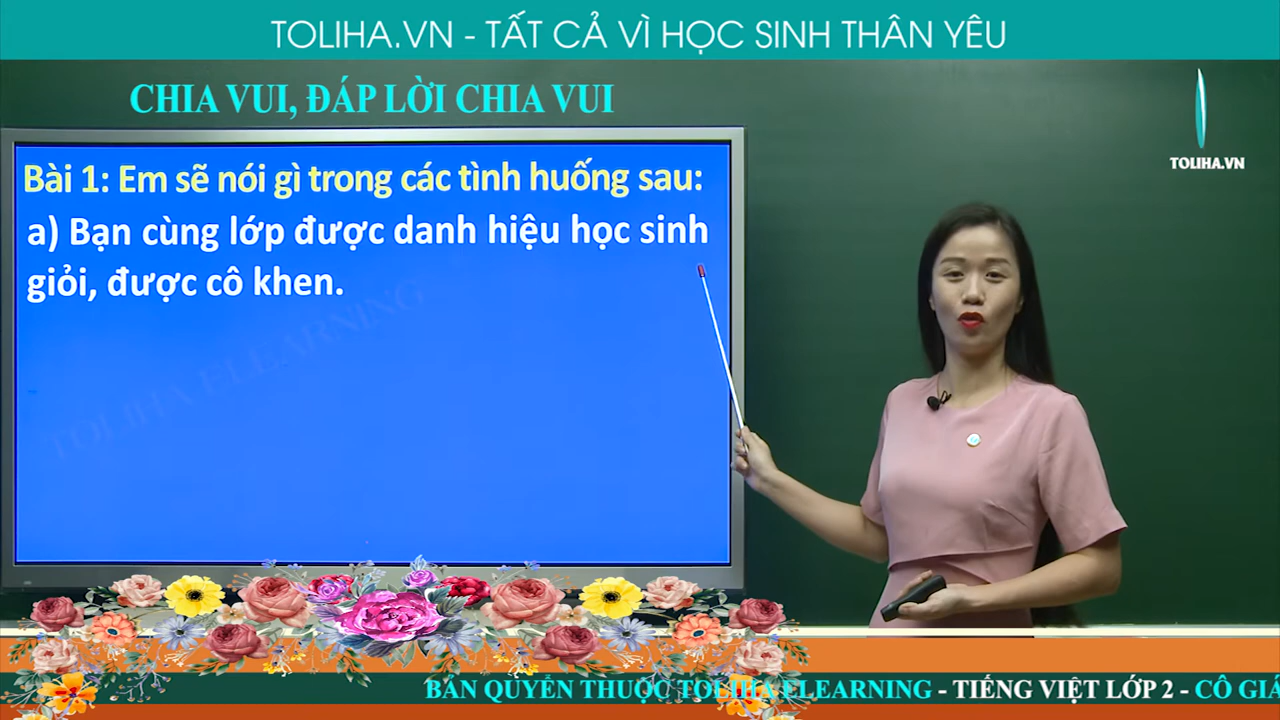 TOLIHA.VN - TẤT CẢ VÌ HỌC SINH THÂN YÊU
CHIA VUI, ĐÁP LỜI CHIA VUI
TOLIHA.VN
Bài 1: Em sẽ nói gì trong các tình huống sau:
a) Bạn cùng lớp được danh hiệu học sinh
giỏi, được cô khen.
TOLIHA ELEARNING
BẢN QUYỀN THUỘC TOLIHA ELEARNING - TIẾNG VIỆT LỚP 2 - CÔ GIÁ